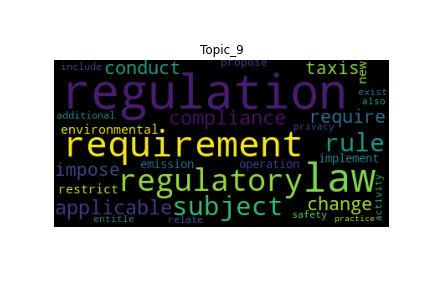 Topic_9
include
conduct
propose
taxis
new
exist
regulation
also
additional
compliance
require
environmental
privacy
requirement
rule
emission
operation
implement
impose
regulatory
law
restrict
applicable
subject
change
activity
entitle
relate
safety
practice